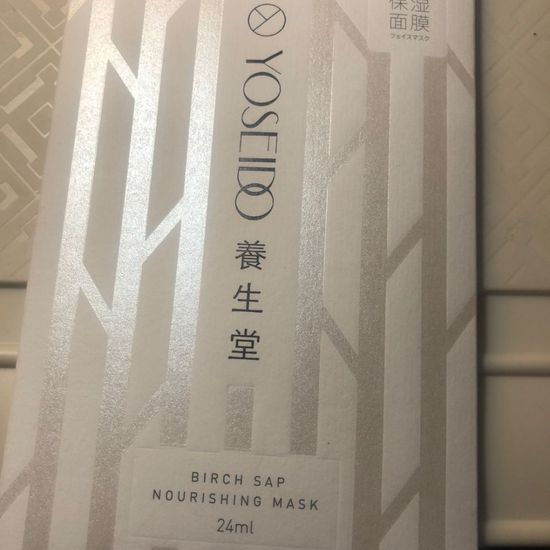 保湿
面膜
フェイスマスク
YOSEIDO
養生堂
BIRCH SAP
NOURISHING MASK
24ml